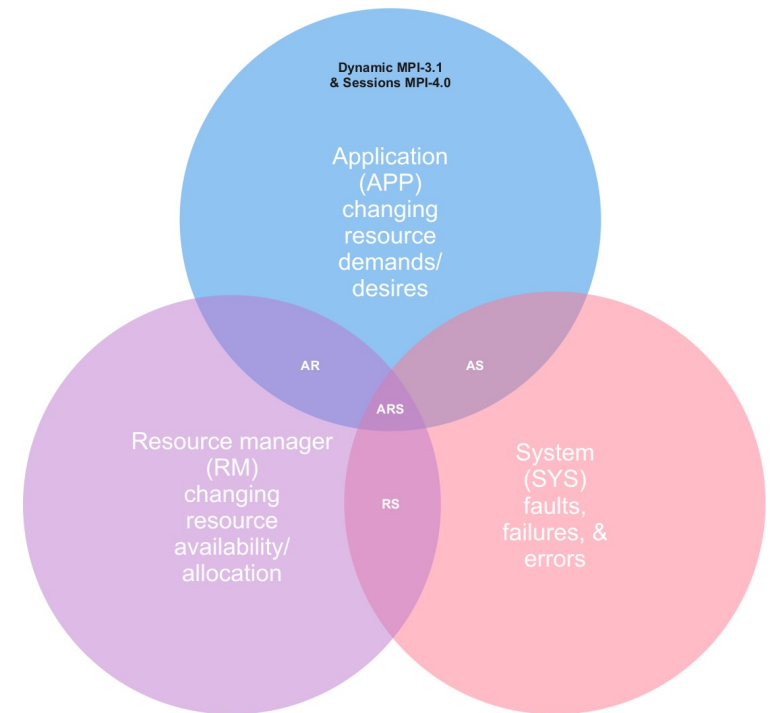 Dynamic MPI-3.1
& Sessions MPI-4.0
Application
(APP)
changing
resource
demands/
desires
AR
AS
ARS
Resource manager
(RM)
changing
resource
availability/
allocation
RS
System
(SYS)
faults,
failures, &
errors